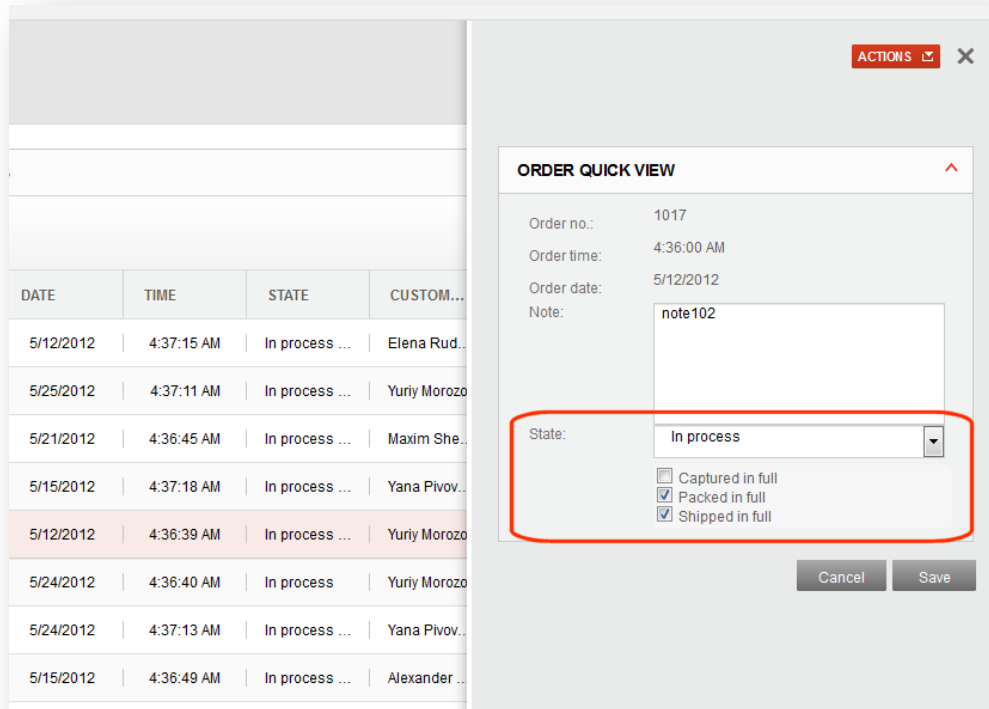 ACTIONS
ORDER QUICK VIEW
Order no.: 1017
Order time: 4:36:00 AM
Order date: 5/12/2012
Note: note102
State: In process
Captured in full
Packed in full
Shipped in full
Cancel Save
DATE TIME STATE CUSTOM...
5/12/2012 4:37:15 AM In process ... Elena Rud...
5/25/2012 4:37:11 AM In process ... Yuriy Morozo
5/21/2012 4:36:45 AM In process ... Maxim She...
5/15/2012 4:37:18 AM In process ... Yana Pivov...
5/12/2012 4:36:39 AM In process ... Yuriy Morozo
5/24/2012 4:36:40 AM In process Yuriy Morozo
5/24/2012 4:37:13 AM In process ... Yana Pivov...
5/15/2012 4:36:49 AM In process ... Alexander ...